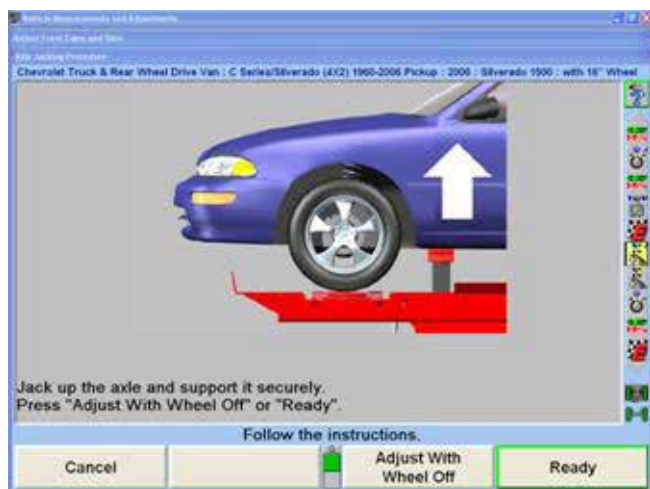 Vehicle Measurements and Adjustments
Adjust Front Camber and Caster
Axle Jacking Procedure
Chevrolet Truck & Rear Wheel Drive Van : C Series/Silverado (4X2) 1960-2006 Pickup : 2006 : Silverado 1500 : with 16" Wheel
Jack up the axle and support it securely.
Press "Adjust With Wheel Off" or "Ready".
Follow the instructions.
Cancel
Adjust With
Wheel Off
Ready